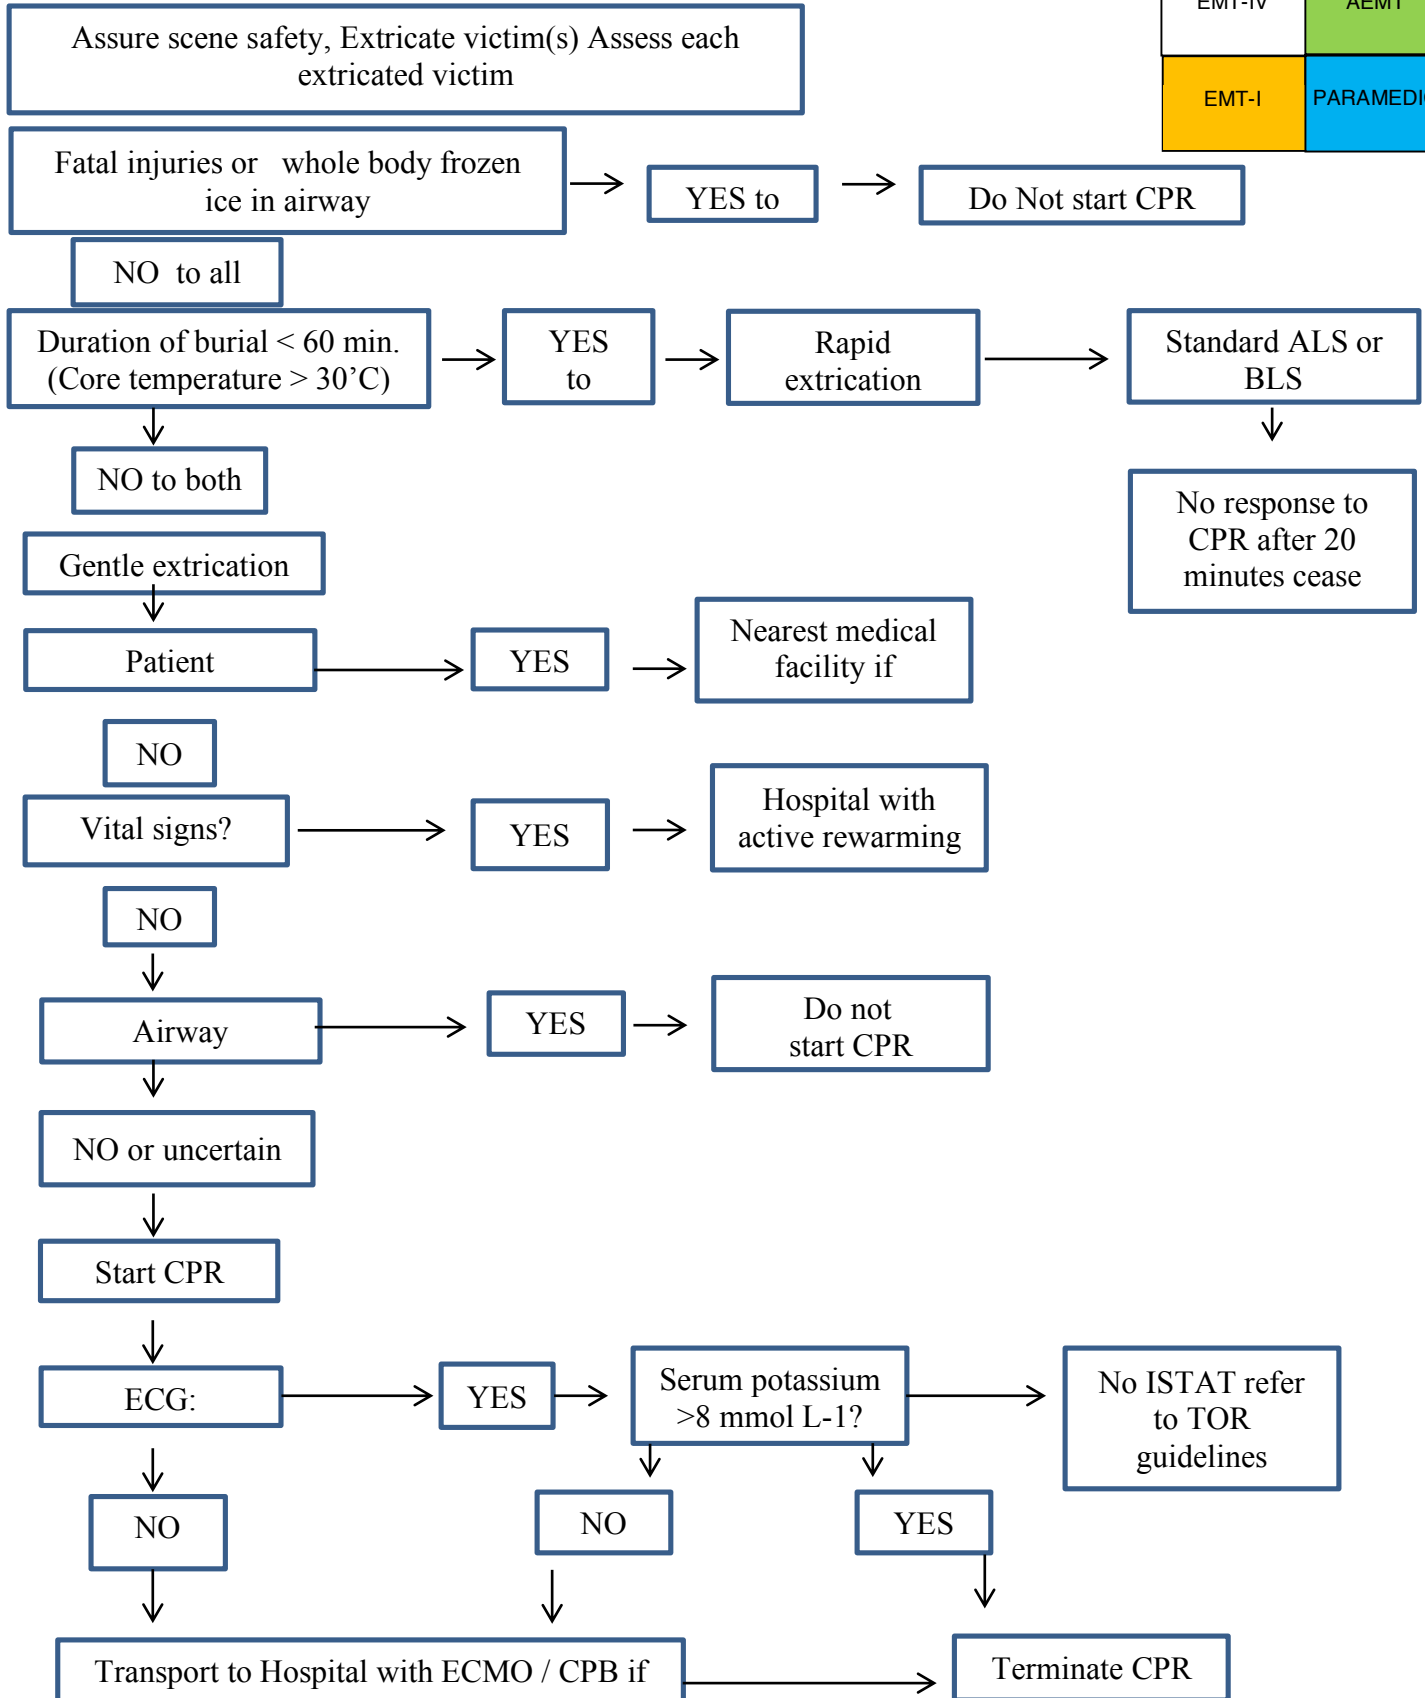 EMT-IV
AEMT
Assure scene safety, Extricate victim(s) Assess each
extricated victim
EMT-I
PARAMEDI
Fatal injuries or whole body frozen
ice in airway
YES to
Do Not start CPR
NO to all
Duration of burial < 60 min.
(Core temperature > 30'C)
YES
to
Rapid
extrication
Standard ALS or
BLS
NO to both
No response to
CPR after 20
minutes cease
Gentle extrication
Patient
YES
Nearest medical
facility if
NO
Vital signs?
YES
Hospital with
active rewarming
NO
Airway
YES
Do not
start CPR
NO or uncertain
Start CPR
ECG:
YES
Serum potassium
>8 mmol L-1?
No ISTAT refer
to TOR
guidelines
NO
NO
YES
Transport to Hospital with ECMO / CPB if
Terminate CPR